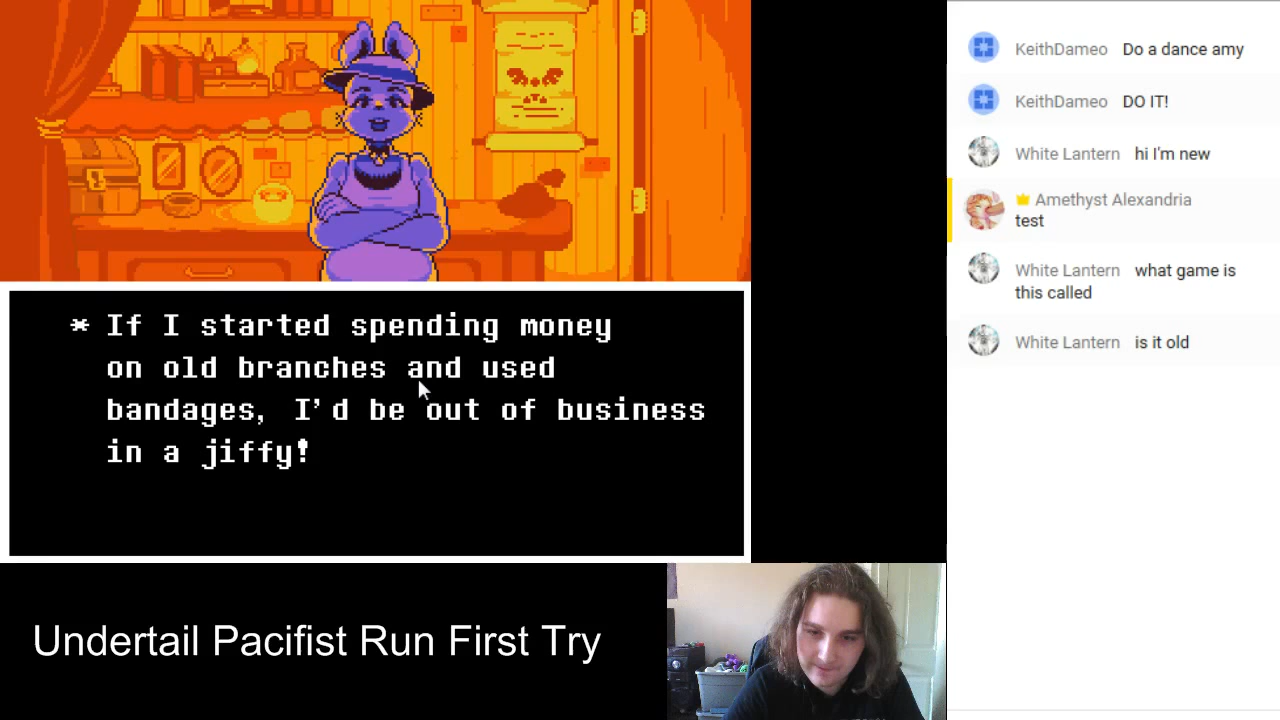 * If I started spending money
on old branches and used
bandages, I'd be out of business
in a jiffy!
Undertail Pacifist Run First Try
KeithDameo Do a dance amy
KeithDameo DO IT!
White Lantern hi I'm new
Amethyst Alexandria
test
White Lantern what game is
this called
White Lantern is it old